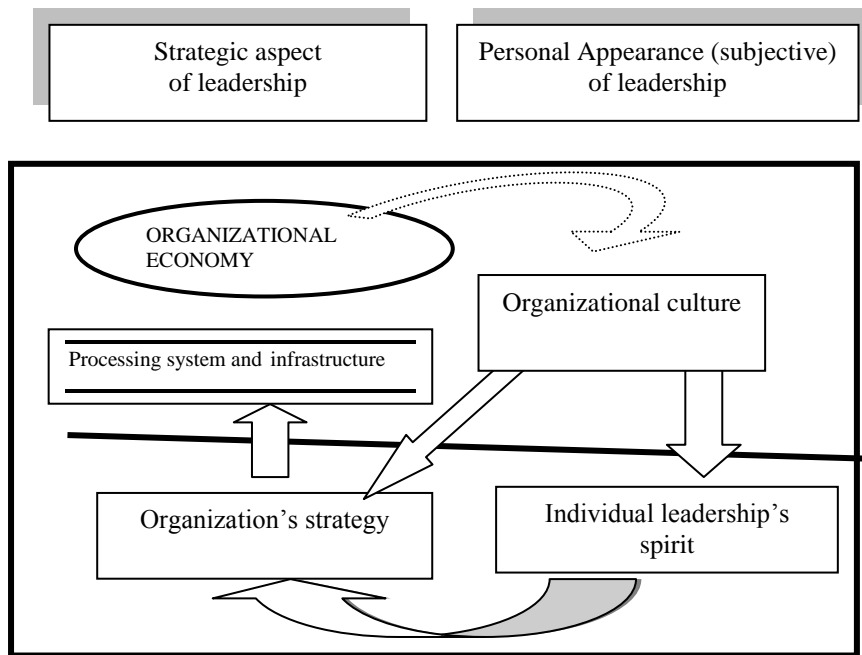 Strategic aspect
of leadership
Personal Appearance (subjective)
of leadership
ORGANIZATIONAL
ECONOMY
Organizational culture
Processing system and infrastructure
Organization’s strategy
Individual leadership’s
spirit